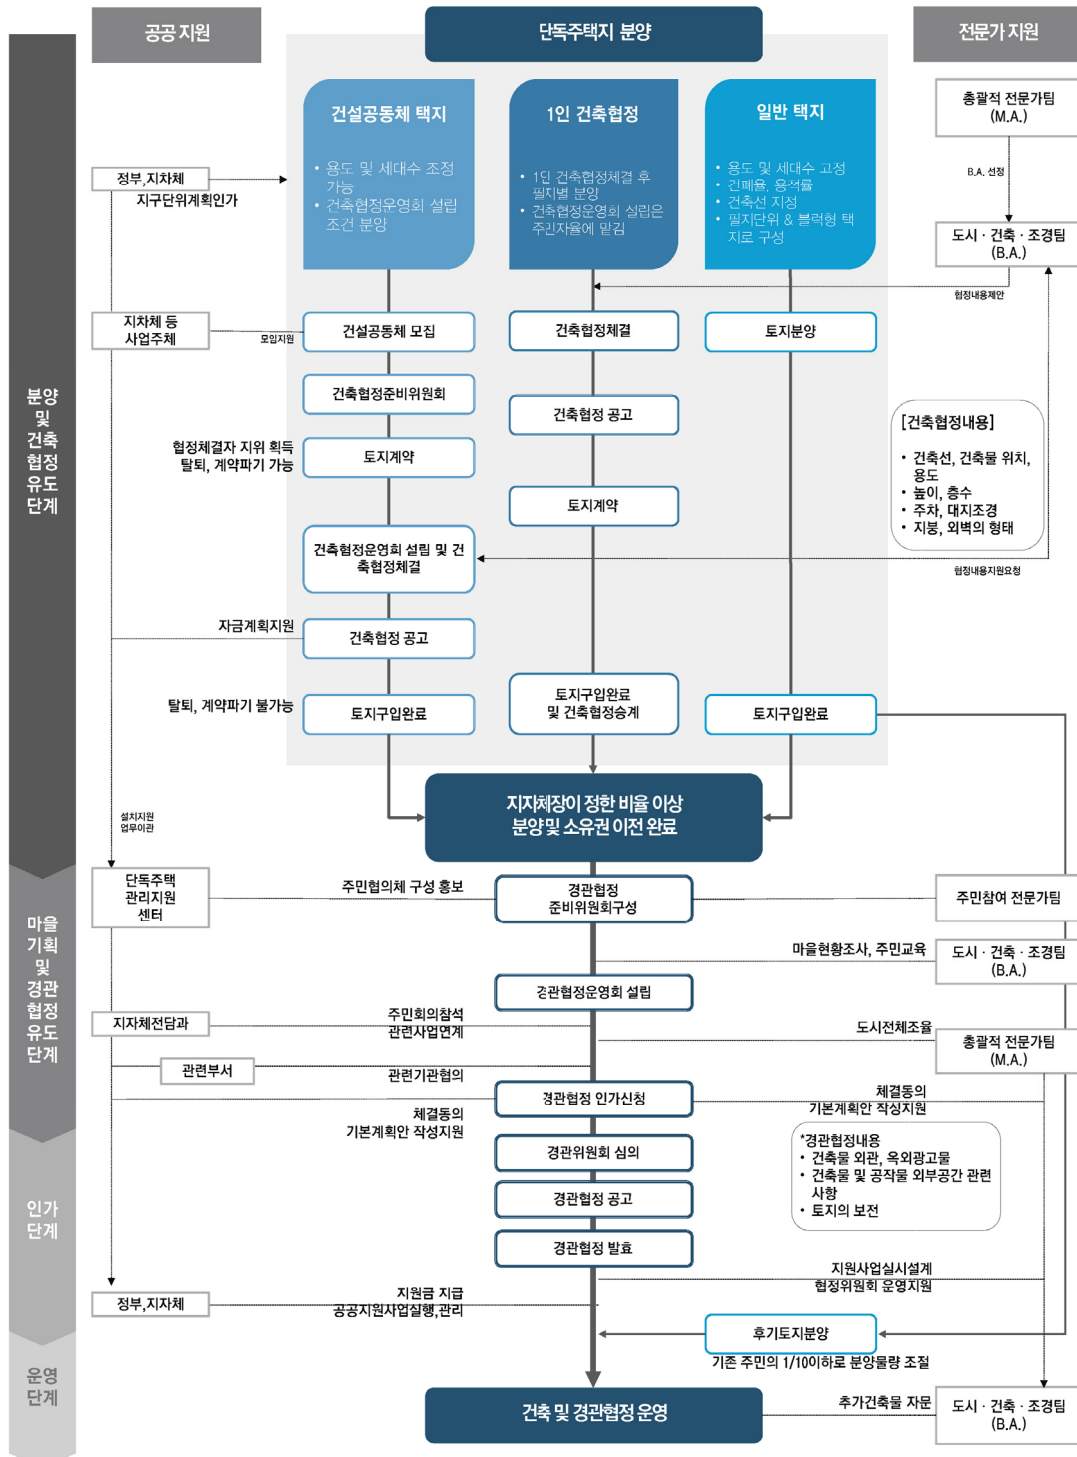 공공 지원
단독주택지 분양
전문가 지원
분양
및
건축
협정
유도
단계
마을
기획
및
경관
협정
유도
단계
인가
단계
운영
단계
건설공동체 택지
• 용도 및 세대수 조정
가능
• 건축협정운영회 설립
조건 분양
1인 건축협정
• 1인 건축협정체결 후
필지별 분양
• 건축협정운영회 설립은
주민자율에 맡김
일반 택지
• 용도 및 세대수 고정
• 건폐율, 용적률
• 건축선 지정
• 필지단위 & 블럭형 택
지로 구성
총괄적 전문가팀
(M.A.)
B.A. 선정
도시 · 건축 · 조경팀
(B.A.)
협정내용제안
정부,지차체
지구단위계획인가
지차체 등
사업주체
모임지원
건설공동체 모집
건축협정체결
토지분양
건축협정준비위원회
건축협정 공고
협정체결자 지위 획득
탈퇴, 계약파기 가능
토지계약
토지계약
[건축협정내용]
• 건축선, 건축물 위치,
용도
• 높이, 층수
• 주차, 대지조경
• 지붕, 외벽의 형태
건축협정운영회 설립 및 건
축협정체결
협정내용지원요청
자금계획지원
건축협정 공고
탈퇴, 계약파기 불가능
토지구입완료
토지구입완료
및 건축협정승계
토지구입완료
지자체장이 정한 비율 이상
분양 및 소유권 이전 완료
설치지원
업무이관
단독주택
관리지원
센터
주민협의체 구성 홍보
경관협정
준비위원회구성
주민참여 전문가팀
마을현황조사, 주민교육
도시 · 건축 · 조경팀
(B.A.)
경관협정운영회 설립
지자체전담과
주민회의참석
관련사업연계
도시전체조율
총괄적 전문가팀
(M.A.)
관련부서
관련기관협의
경관협정 인가신청
체결동의
기본계획안 작성지원
체결동의
기본계획안 작성지원
경관위원회 심의
*경관협정내용
• 건축물 외관, 옥외광고물
• 건축물 및 공작물 외부공간 관련
사항
• 토지의 보전
경관협정 공고
경관협정 발효
지원사업실시설계
협정위원회 운영지원
정부,지자체
지원금 지급
공공지원사업실행,관리
후기토지분양
기존 주민의 1/10이하로 분양물량 조절
건축 및 경관협정 운영
추가건축물 자문
도시 · 건축 · 조경팀
(B.A.)